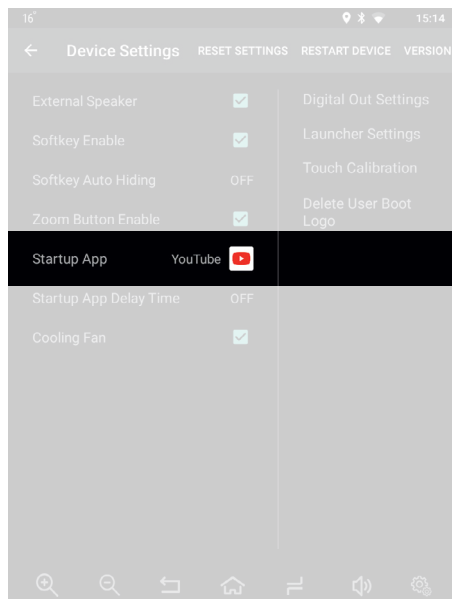 16°
15:14
Device Settings
RESET SETTINGS
RESTART DEVICE
VERSION
External Speaker
Digital Out Settings
Softkey Enable
Launcher Settings
Softkey Auto Hiding OFF
Touch Calibration
Zoom Button Enable
Delete User Boot
Logo
Startup App YouTube
Startup App Delay Time OFF
Cooling Fan